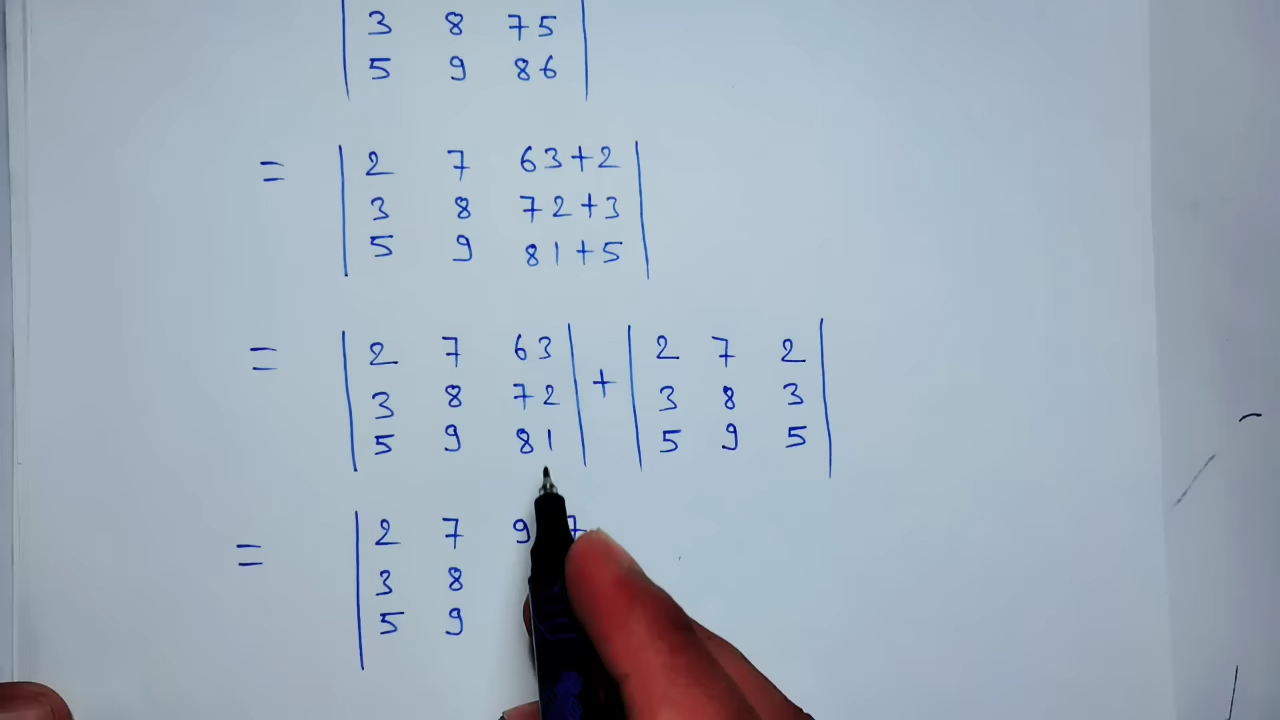 | 3 8 75 |
| 5 9 86 |
= | 2 7 63+2 |
| 3 8 72+3 |
| 5 9 81+5 |
= | 2 7 63 | + | 2 7 2 |
| 3 8 72 | | 3 8 3 |
| 5 9 81 | | 5 9 5 |
= | 2 7 9 7
| 3 8
| 5 9